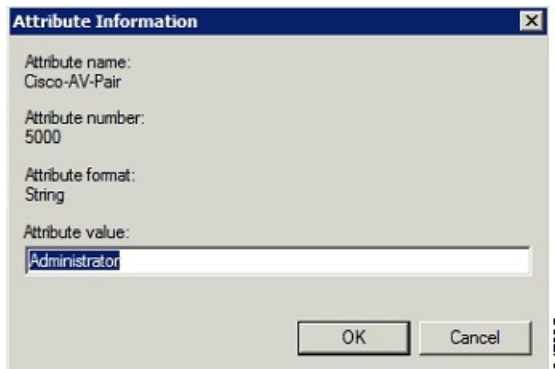 Attribute Information
Attribute name:
Cisco-AV-Pair
Attribute number:
5000
Attribute format:
String
Attribute value:
Administrator
OK
Cancel